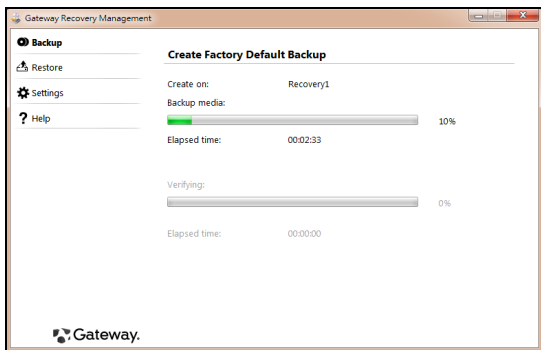 Gateway Recovery Management
Backup
Restore
Settings
? Help
Create Factory Default Backup
Create on: Recovery1
Backup media:
10%
Elapsed time: 00:02:33
Verifying:
0%
Elapsed time: 00:00:00
Gateway.